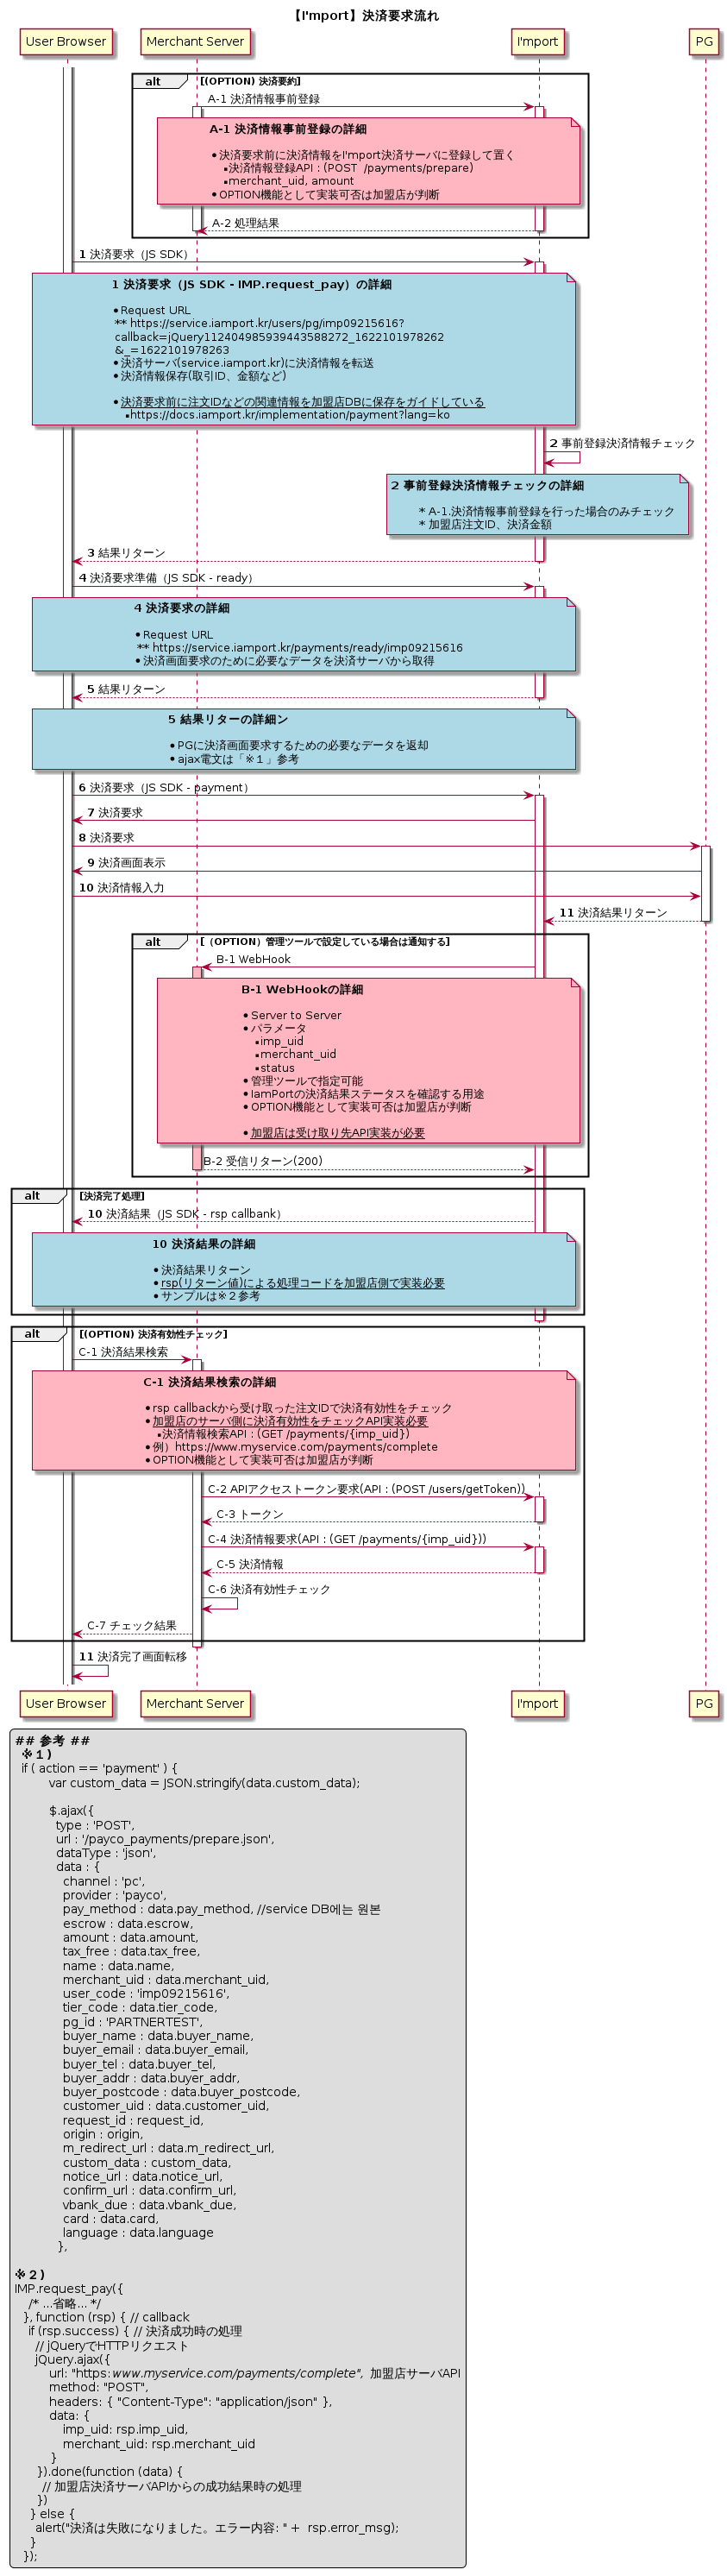 【I'mport】決済要求流れ
User Browser
Merchant Server
I'mport
PG
alt
[(OPTION) 決済要約]
A-1 決済情報事前登録
A-1 決済情報事前登録の詳細
•決済要求前に決済情報をI'mport決済サーバに登録して置く
▪決済情報登録API : (POST /payments/prepare)
▪merchant_uid, amount
•OPTION機能として実装可否は加盟店が判断
A-2 処理結果
1 決済要求（JS SDK）
1 決済要求（JS SDK - IMP.request_pay）の詳細
•Request URL
** https://service.iamport.kr/users/pg/imp09215616?
callback=jQuery112404985939443588272_1622101978262
&_=1622101978263
•決済サーバ(service.iamport.kr)に決済情報を転送
•決済情報保存(取引ID、金額など)
•決済要求前に注文IDなどの関連情報を加盟店DBに保存をガイドしている
▪https://docs.iamport.kr/implementation/payment?lang=ko
2 事前登録決済情報チェック
2 事前登録決済情報チェックの詳細
* A-1.決済情報事前登録を行った場合のみチェック
* 加盟店注文ID、決済金額
3 結果リターン
4 決済要求準備（JS SDK - ready）
4 決済要求の詳細
•Request URL
** https://service.iamport.kr/payments/ready/imp09215616
•決済画面要求のために必要なデータを決済サーバから取得
5 結果リターン
5 結果リターの詳細ン
•PGに決済画面要求するための必要なデータを返却
•ajax電文は「※１」参考
6 決済要求（JS SDK - payment）
7 決済要求
8 決済要求
9 決済画面表示
10 決済情報入力
11 決済結果リターン
alt
[（OPTION）管理ツールで設定している場合は通知する]
B-1 WebHook
B-1 WebHookの詳細
•Server to Server
•パラメータ
▪imp_uid
▪merchant_uid
▪status
•管理ツールで指定可能
•IamPortの決済結果ステータスを確認する用途
•OPTION機能として実装可否は加盟店が判断
•加盟店は受け取り先API実装が必要
B-2 受信リターン(200)
alt
[決済完了処理]
10 決済結果（JS SDK - rsp callbank）
10 決済結果の詳細
•決済結果リターン
•rsp(リターン値)による処理コードを加盟店側で実装必要
•サンプルは※２参考
alt
[(OPTION) 決済有効性チェック]
C-1 決済結果検索
C-1 決済結果検索の詳細
•rsp callbackから受け取った注文IDで決済有効性をチェック
•加盟店のサーバ側に決済有効性をチェックAPI実装必要
▪決済情報検索API : (GET /payments/{imp_uid})
•例）https://www.myservice.com/payments/complete
•OPTION機能として実装可否は加盟店が判断
C-2 APIアクセストークン要求(API : (POST /users/getToken))
C-3 トークン
C-4 決済情報要求(API : (GET /payments/{imp_uid}))
C-5 決済情報
C-6 決済有効性チェック
C-7 チェック結果
11 決済完了画面転移
User Browser
Merchant Server
I'mport
PG
## 参考 ##
※１)
if ( action == 'payment' ) {
var custom_data = JSON.stringify(data.custom_data);
$.ajax({
type : 'POST',
url : '/payco_payments/prepare.json',
dataType : 'json',
data : {
channel : 'pc',
provider : 'payco',
pay_method : data.pay_method, //service DB에는 원본
escrow : data.escrow,
amount : data.amount,
tax_free : data.tax_free,
name : data.name,
merchant_uid : data.merchant_uid,
user_code : 'imp09215616',
tier_code : data.tier_code,
pg_id : 'PARTNERTEST',
buyer_name : data.buyer_name,
buyer_email : data.buyer_email,
buyer_tel : data.buyer_tel,
buyer_addr : data.buyer_addr,
buyer_postcode : data.buyer_postcode,
customer_uid : data.customer_uid,
request_id : request_id,
origin : origin,
m_redirect_url : data.m_redirect_url,
custom_data : custom_data,
notice_url : data.notice_url,
confirm_url : data.confirm_url,
vbank_due : data.vbank_due,
card : data.card,
language : data.language
},
※２)
IMP.request_pay({
/* ...省略... */
}, function (rsp) { // callback
if (rsp.success) { // 決済成功時の処理
// jQueryでHTTPリクエスト
jQuery.ajax({
url: "https:www.myservice.com/payments/complete", 加盟店サーバAPI
method: "POST",
headers: { "Content-Type": "application/json" },
data: {
imp_uid: rsp.imp_uid,
merchant_uid: rsp.merchant_uid
}
}).done(function (data) {
// 加盟店決済サーバAPIからの成功結果時の処理
})
} else {
alert("決済は失敗になりました。エラー内容: " + rsp.error_msg);
}
});